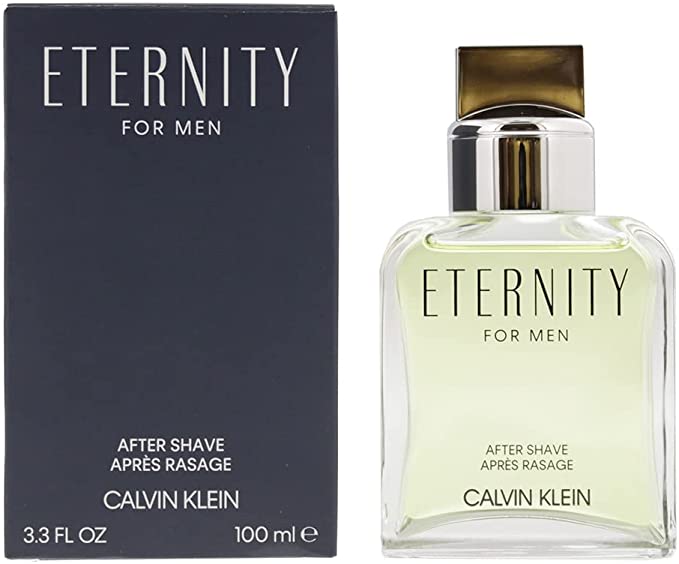 ETERNITY
FOR MEN
AFTER SHAVE
APRÈS RASAGE
CALVIN KLEIN
3.3 FL OZ 100 ml ℮
ETERNITY
FOR MEN
AFTER SHAVE
APRÈS RASAGE
CALVIN KLEIN